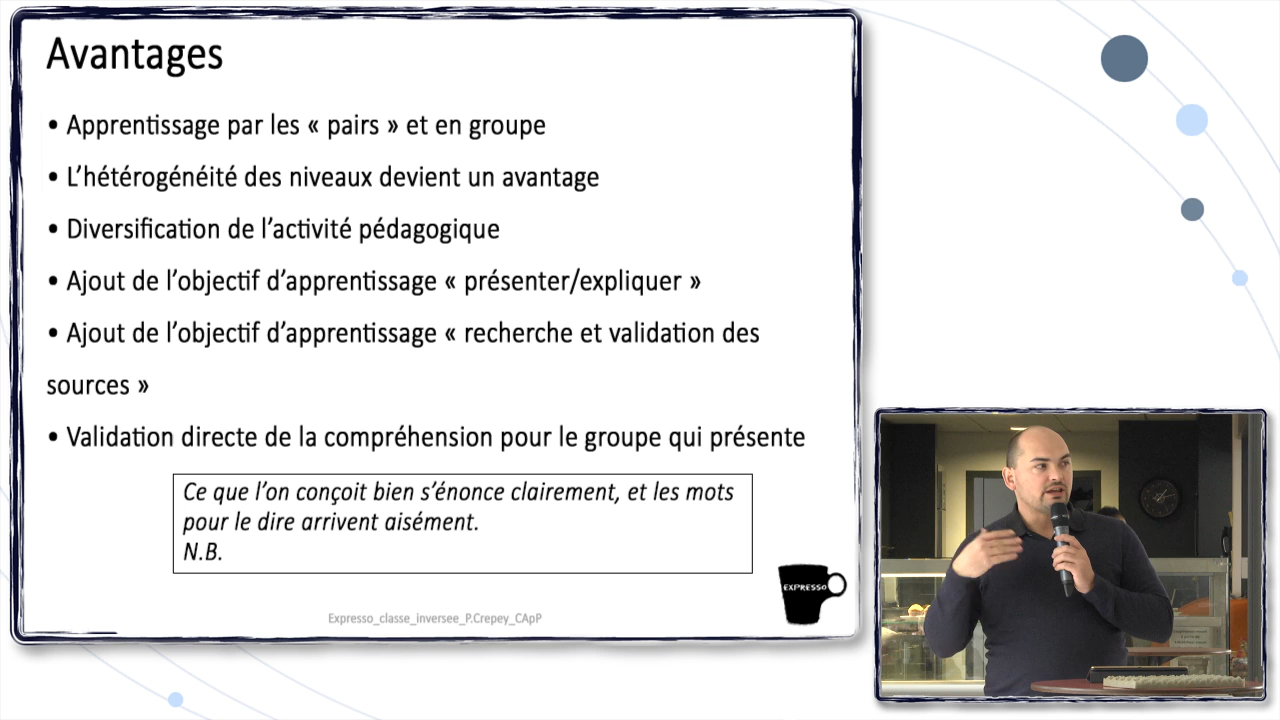 Avantages
• Apprentissage par les « pairs » et en groupe
• L'hétérogénéité des niveaux devient un avantage
• Diversification de l'activité pédagogique
• Ajout de l'objectif d'apprentissage « présenter/expliquer »
• Ajout de l'objectif d'apprentissage « recherche et validation des
sources »
• Validation directe de la compréhension pour le groupe qui présente
Ce que l'on conçoit bien s'énonce clairement, et les mots
pour le dire arrivent aisément.
N.B.
EXPRESSO
Expresso_classe_inversee_P.Crepey_CApP